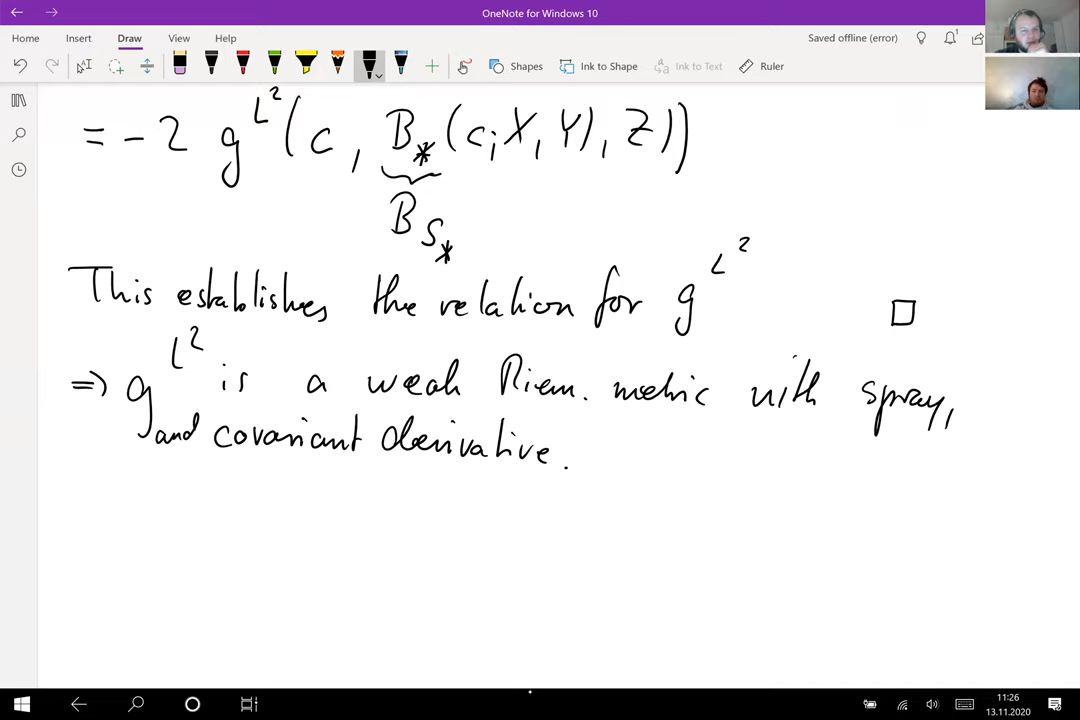 OneNote for Windows 10
Home Insert Draw View Help Saved offline (error)
Shapes Ink to Shape Ink to Text Ruler
= - 2 g^{L^2}(c, B_*(c; X, Y), Z))
B_{S_*}
This establishes the relation for g^{L^2} □
⇒ g^{L^2} is a weak Riem. metric with spray,
and covariant derivative.
11:26
13.11.2020